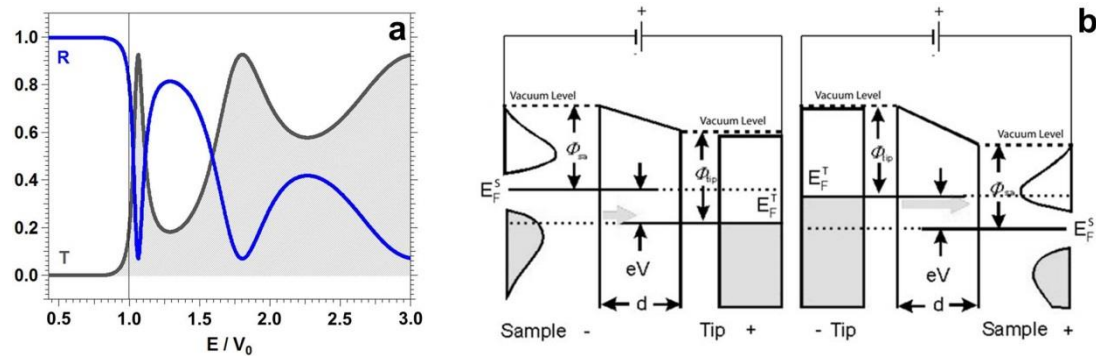 a
1.0
0.8
0.6
0.4
0.2
0.0
R
T
0.5 1.0 1.5 2.0 2.5 3.0
E / V₀
b
+
Vacuum Level
Vacuum Level
Φ
Φtip
E_F^S
E_F^T
eV
d
Sample -
Tip +
+
Vacuum Level
Vacuum Level
Φtip
Φ
E_F^T
E_F^S
eV
d
- Tip
Sample +